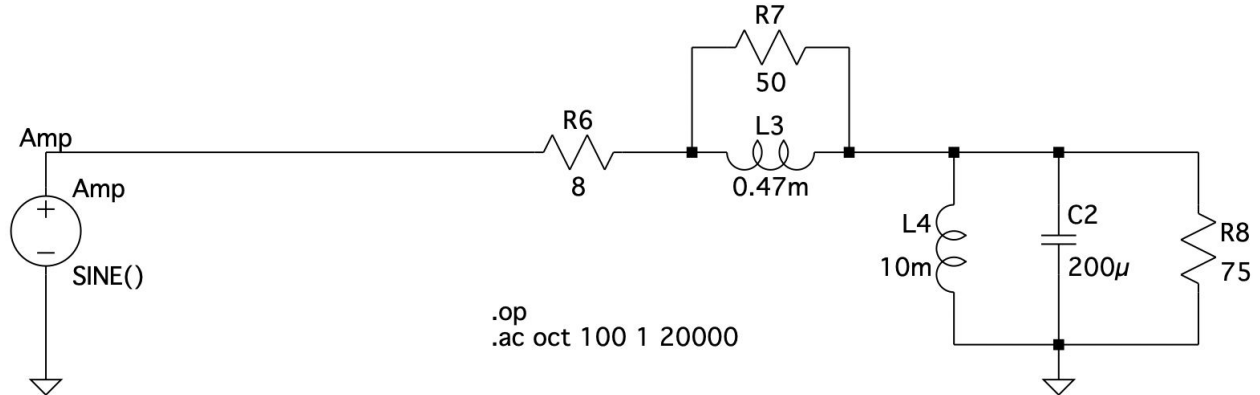 R7
50
Amp
R6
L3
8
0.47m
Amp
SINE()
L4
10m
C2
200µ
R8
75
.op
.ac oct 100 1 20000